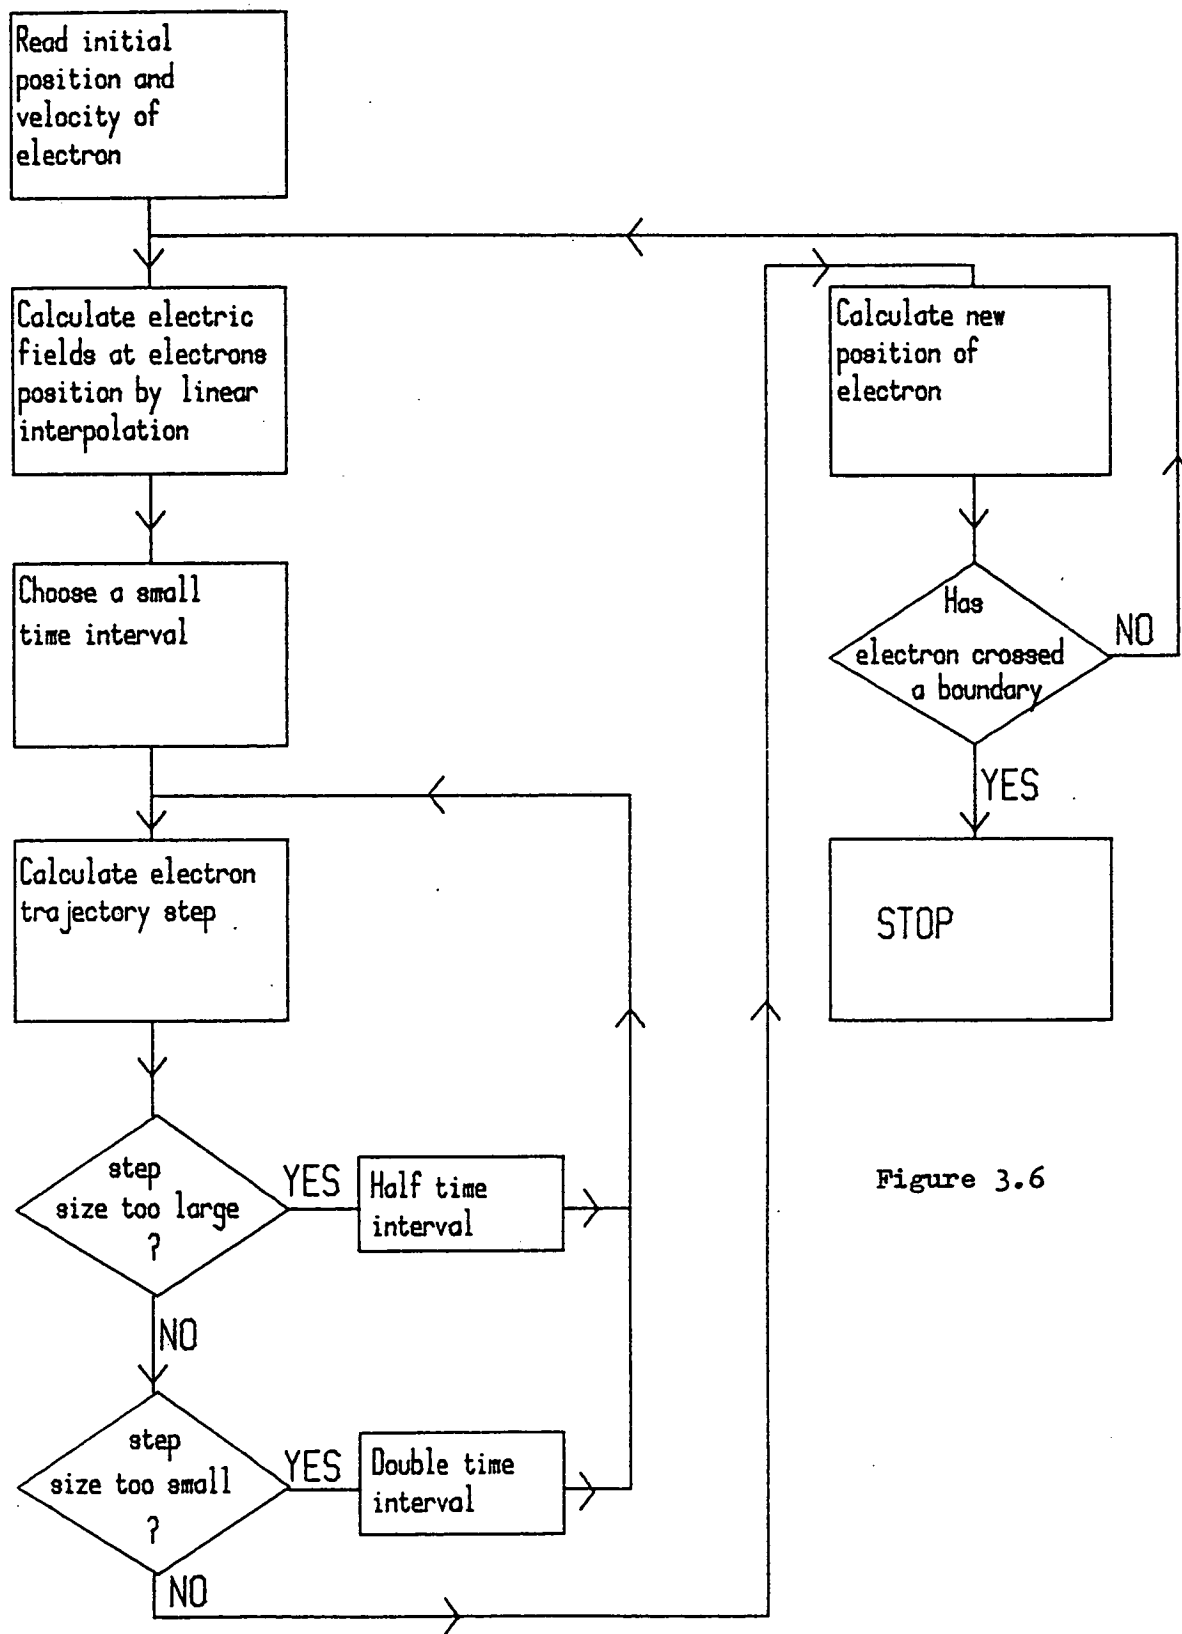 Read initial
position and
velocity of
electron
Calculate electric
fields at electrons
position by linear
interpolation
Choose a small
time interval
Calculate electron
trajectory step
step
size too large
?
YES
Half time
interval
NO
step
size too small
?
YES
Double time
interval
NO
Calculate new
position of
electron
Has
electron crossed
a boundary
NO
YES
STOP
Figure 3.6